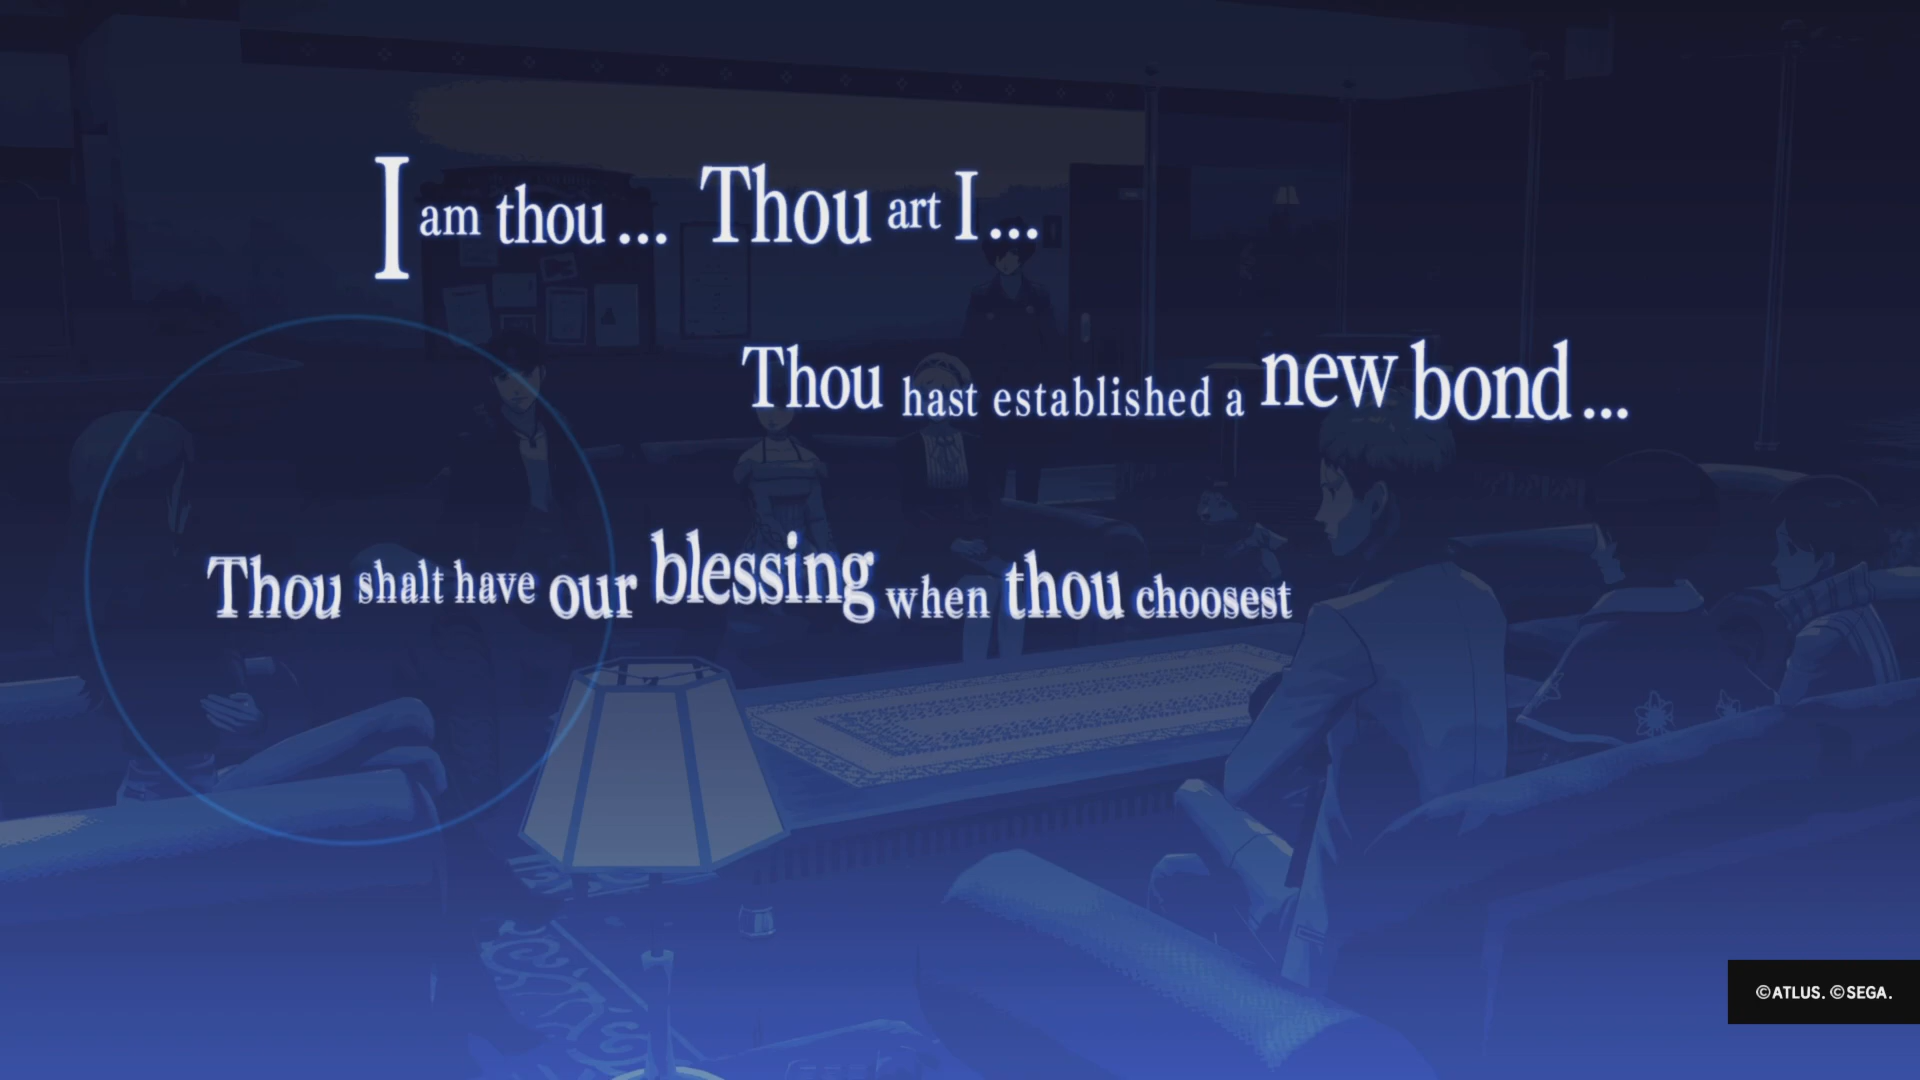 I am thou... Thou art I...
Thou hast established a new bond...
Thou shalt have our blessing when thou choosest
©ATLUS. ©SEGA.